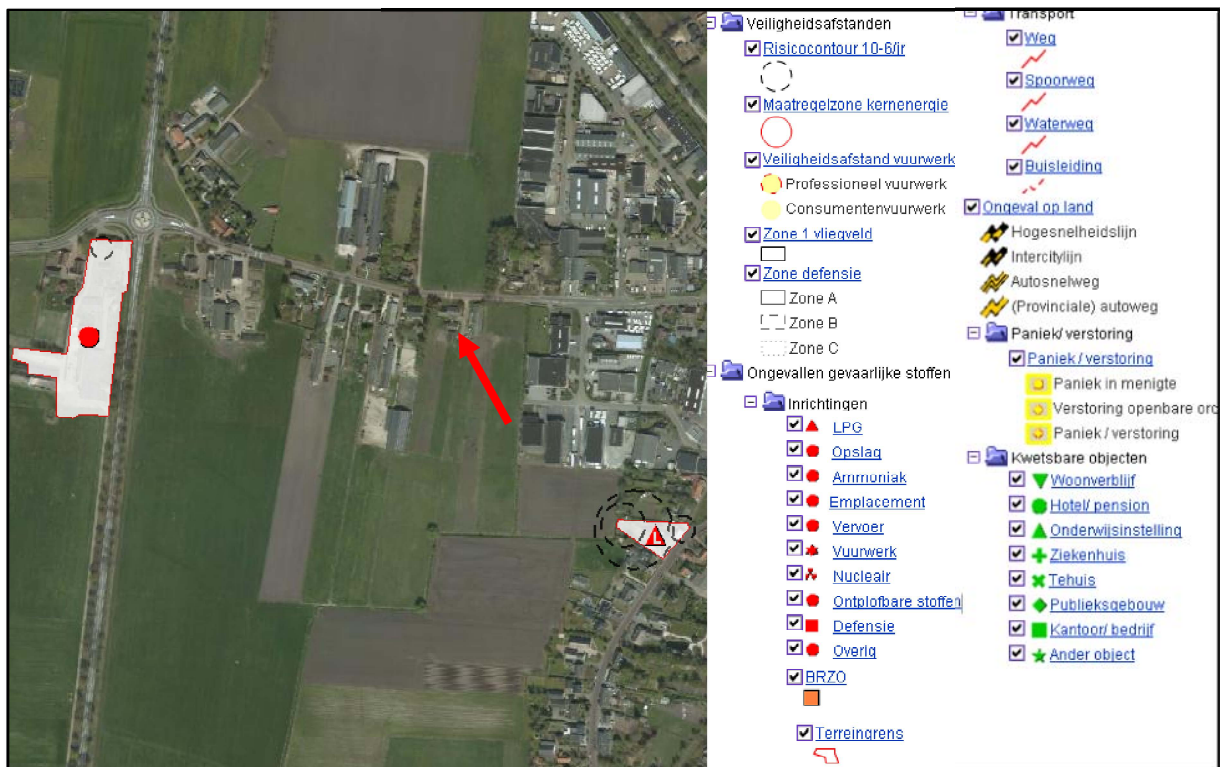 Veiligheidsafstanden
Risicocontour 10-6/jr
Maatregelzone kernenergie
Veiligheidsafstand vuurwerk
Professioneel vuurwerk
Consumentenvuurwerk
Zone 1 vliegveld
Zone defensie
Zone A
Zone B
Zone C
Ongevallen gevaarlijke stoffen
Inrichtingen
LPG
Opslag
Ammoniak
Emplacement
Vervoer
Vuurwerk
Nucleair
Ontplofbare stoffen
Defensie
Overig
BRZO
Terreingrens
Transport
Weg
Spoorweg
Waterweg
Buisleiding
Ongeval op land
Hogesnelheidslijn
Intercitylijn
Autosnelweg
(Provinciale) autoweg
Paniek/ verstoring
Paniek / verstoring
Paniek in menigte
Verstoring openbare orc
Paniek / verstoring
Kwetsbare objecten
Woonverblijf
Hotel/ pension
Onderwijsinstelling
Ziekenhuis
Tehuis
Publieksgebouw
Kantoor/ bedrijf
Ander object
L